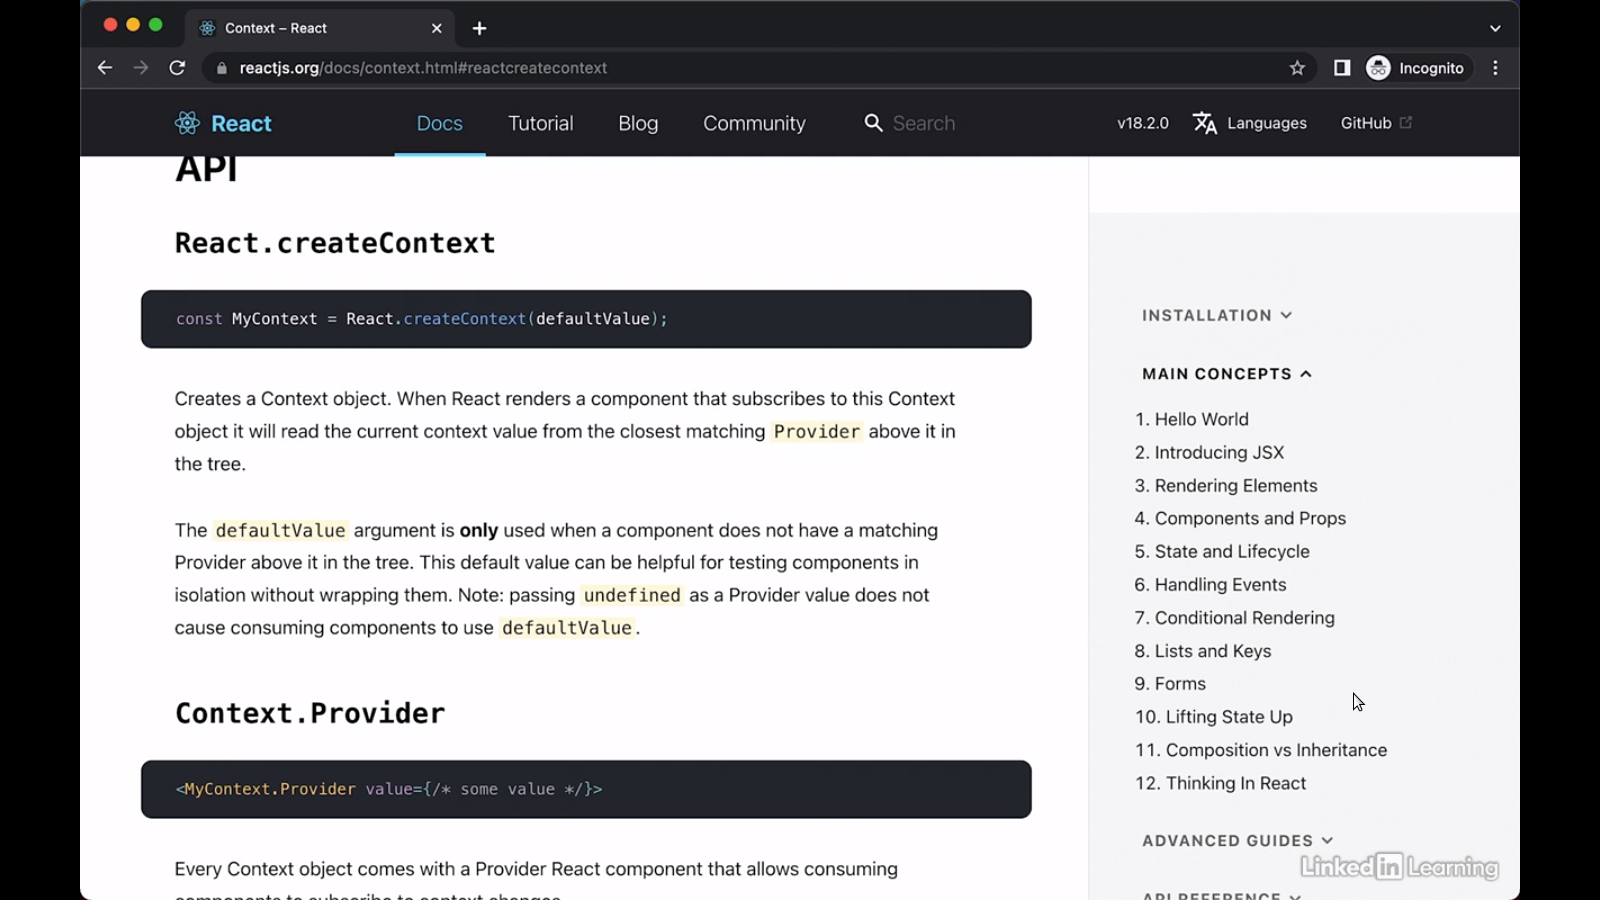 Context – React
reactjs.org/docs/context.html#reactcreatecontext
Incognito
React
Docs
Tutorial
Blog
Community
Search
v18.2.0
Languages
GitHub
API
React.createContext
const MyContext = React.createContext(defaultValue);
Creates a Context object. When React renders a component that subscribes to this Context
object it will read the current context value from the closest matching Provider above it in
the tree.
The defaultValue argument is only used when a component does not have a matching
Provider above it in the tree. This default value can be helpful for testing components in
isolation without wrapping them. Note: passing undefined as a Provider value does not
cause consuming components to use defaultValue.
Context.Provider
<MyContext.Provider value={/* some value */}>
Every Context object comes with a Provider React component that allows consuming
components to subscribe to context changes.
INSTALLATION
MAIN CONCEPTS
1. Hello World
2. Introducing JSX
3. Rendering Elements
4. Components and Props
5. State and Lifecycle
6. Handling Events
7. Conditional Rendering
8. Lists and Keys
9. Forms
10. Lifting State Up
11. Composition vs Inheritance
12. Thinking In React
ADVANCED GUIDES
API REFERENCE
LinkedIn Learning